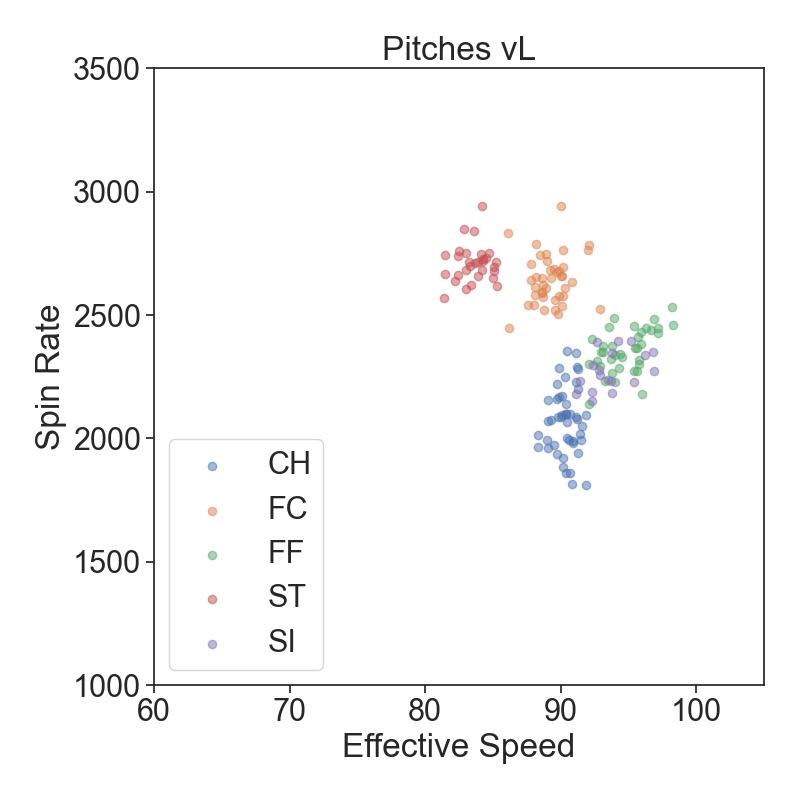 Pitches vL
3500
3000
2500
2000
1500
1000
Spin Rate
CH
FC
FF
ST
SI
60 70 80 90 100
Effective Speed